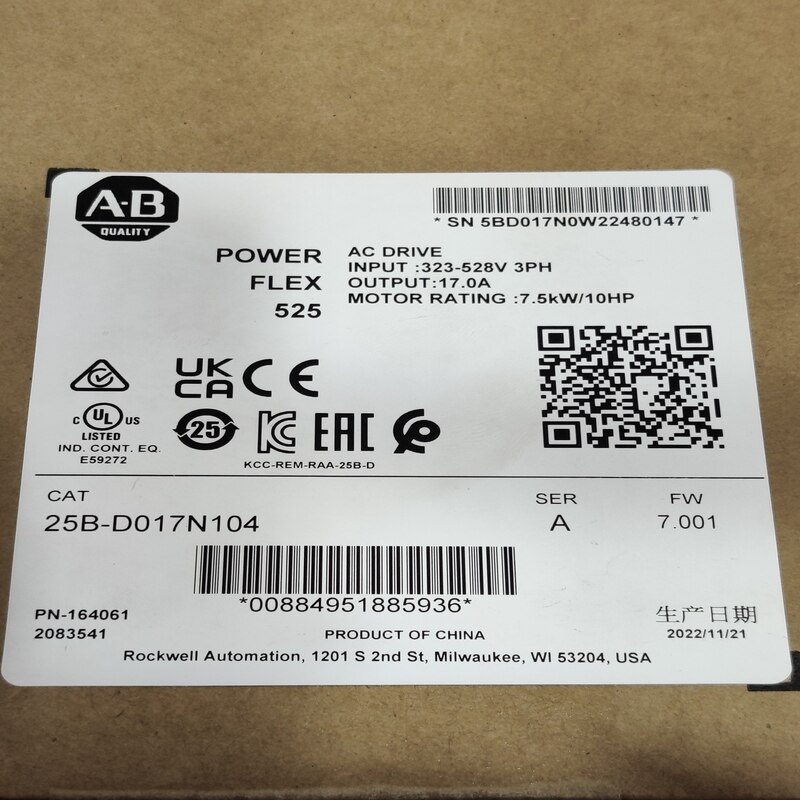 A-B
QUALITY
* SN 5BD017N0W22480147 *
POWER
FLEX
525
AC DRIVE
INPUT :323-528V 3PH
OUTPUT:17.0A
MOTOR RATING :7.5kW/10HP
UK
CA
CE
C UL US
LISTED
IND. CONT. EQ.
E59272
25
KC
EAC
KCC-REM-RAA-25B-D
CAT
25B-D017N104
SER
A
FW
7.001
*00884951885936*
PN-164061
2083541
PRODUCT OF CHINA
生产日期
2022/11/21
Rockwell Automation, 1201 S 2nd St, Milwaukee, WI 53204, USA